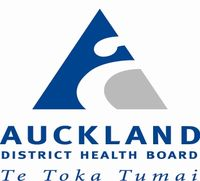 AUCKLAND
DISTRICT HEALTH BOARD
Te Toka Tumai